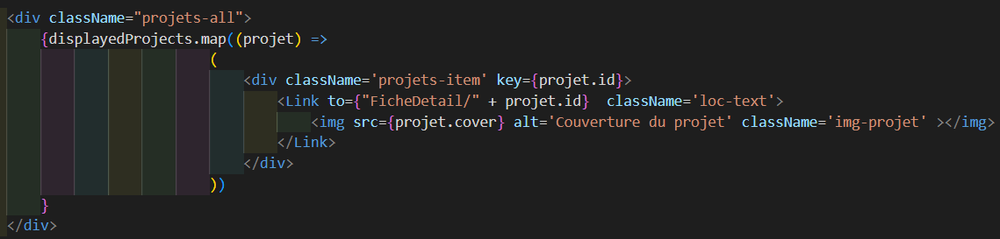 <div className="projets-all">
{displayedProjects.map((projet) =>
(
<div className='projets-item' key={projet.id}>
<Link to={"FicheDetail/" + projet.id}  className='loc-text'>
<img src={projet.cover} alt='Couverture du projet' className='img-projet' ></img>
</Link>
</div>
))
}
</div>